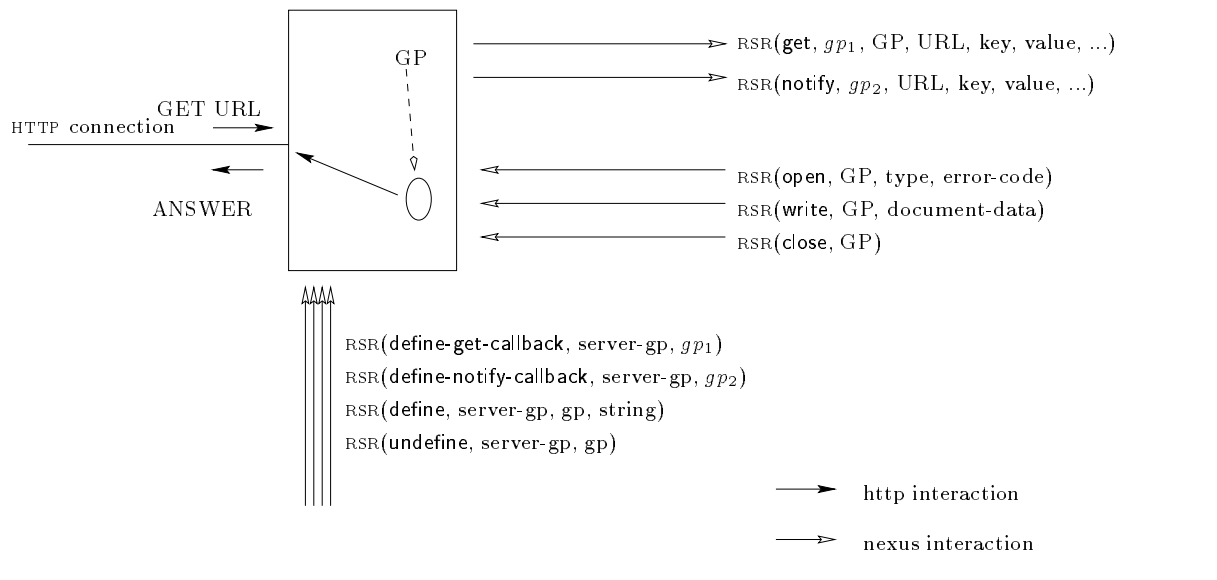 GP
RSR(get, gp1, GP, URL, key, value, ...)
RSR(notify, gp2, URL, key, value, ...)
GET URL
HTTP connection
ANSWER
RSR(open, GP, type, error-code)
RSR(write, GP, document-data)
RSR(close, GP)
RSR(define-get-callback, server-gp, gp1)
RSR(define-notify-callback, server-gp, gp2)
RSR(define, server-gp, gp, string)
RSR(undefine, server-gp, gp)
http interaction
nexus interaction